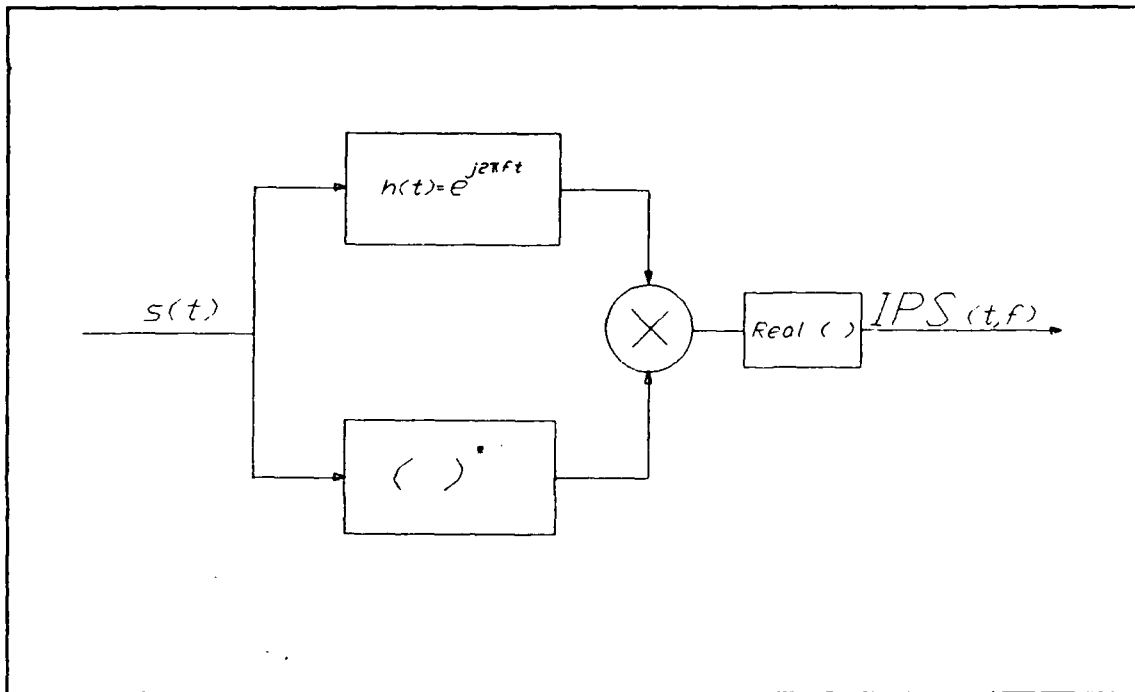 h(t)=e^{j2πft}
s(t)
Real ( )
IPS (t,f)
( )*